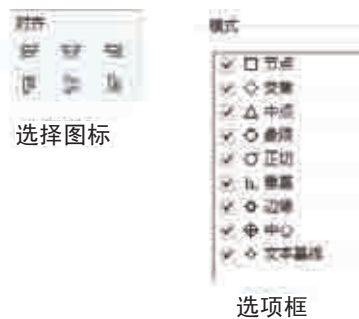 对齐
选择图标
模式
节点
交集
中点
象限
正切
垂直
边缘
中心
文本基线
选项框